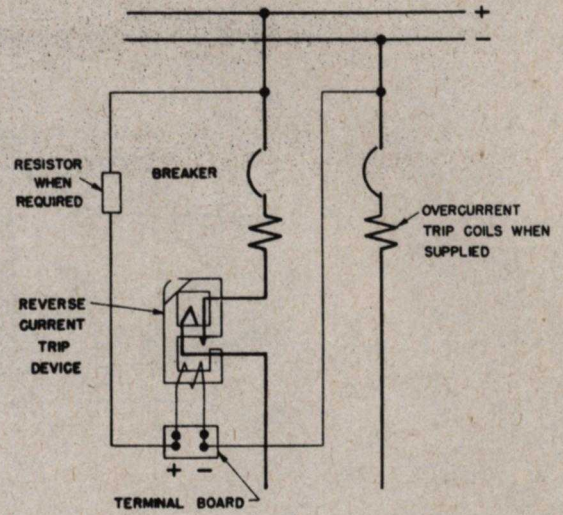 +
−
RESISTOR
WHEN
REQUIRED
BREAKER
OVERCURRENT
TRIP COILS WHEN
SUPPLIED
REVERSE
CURRENT
TRIP
DEVICE
+ −
TERMINAL BOARD